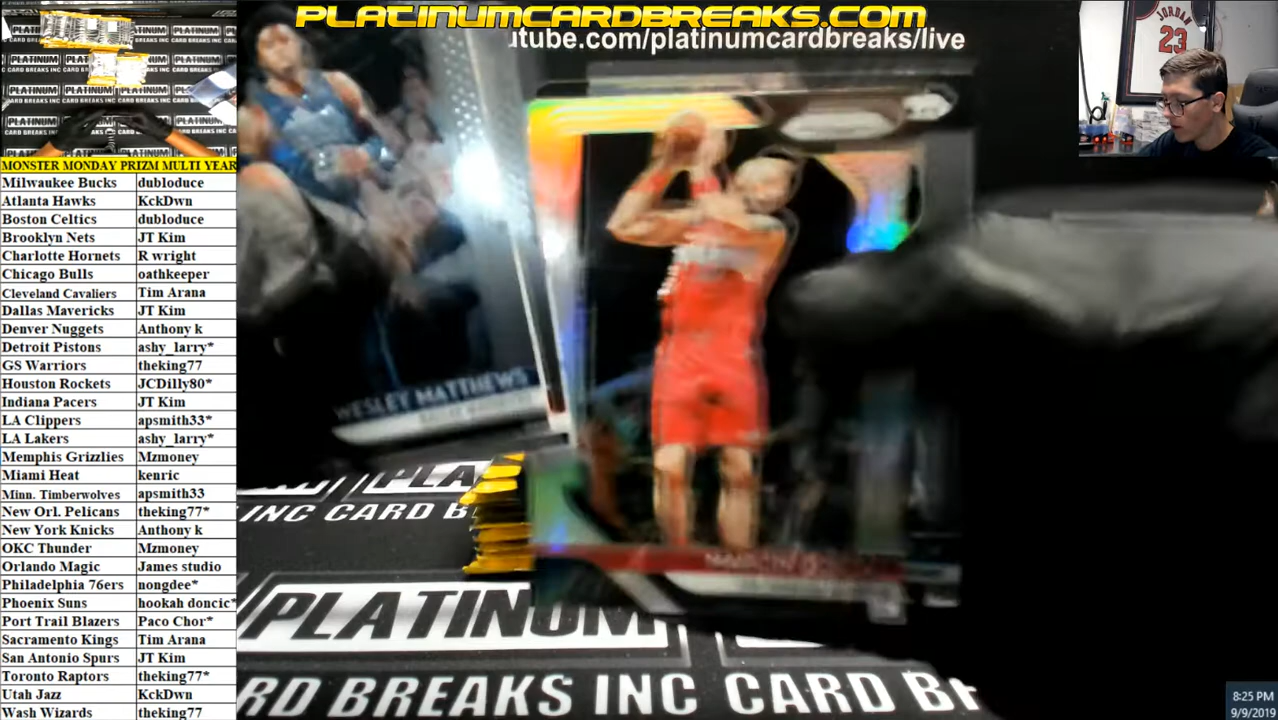 PLATINUMCARDBREAKS.COM
utube.com/platinumcardbreaks/live
JORDAN
23
MONSTER MONDAY PRIZM MULTI YEAR
Milwaukee Bucks dubloduce
Atlanta Hawks KckDwn
Boston Celtics dubloduce
Brooklyn Nets JT Kim
Charlotte Hornets R wright
Chicago Bulls oathkeeper
Cleveland Cavaliers Tim Arana
Dallas Mavericks JT Kim
Denver Nuggets Anthony k
Detroit Pistons ashy_larry*
GS Warriors theking77
Houston Rockets JCDilly80*
Indiana Pacers JT Kim
LA Clippers apsmith33*
LA Lakers ashy_larry*
Memphis Grizzlies Mzmoney
Miami Heat kenric
Minn. Timberwolves apsmith33
New Orl. Pelicans theking77*
New York Knicks Anthony k
OKC Thunder Mzmoney
Orlando Magic James studio
Philadelphia 76ers nongdee*
Phoenix Suns hookah doncic*
Port Trail Blazers Paco Chor*
Sacramento Kings Tim Arana
San Antonio Spurs JT Kim
Toronto Raptors theking77*
Utah Jazz KckDwn
Wash Wizards theking77
WESLEY MATTHEWS
PLATINUM
INC CARD B
PLATINUM
RD BREAKS INC CARD BR
8:25 PM
9/9/2019